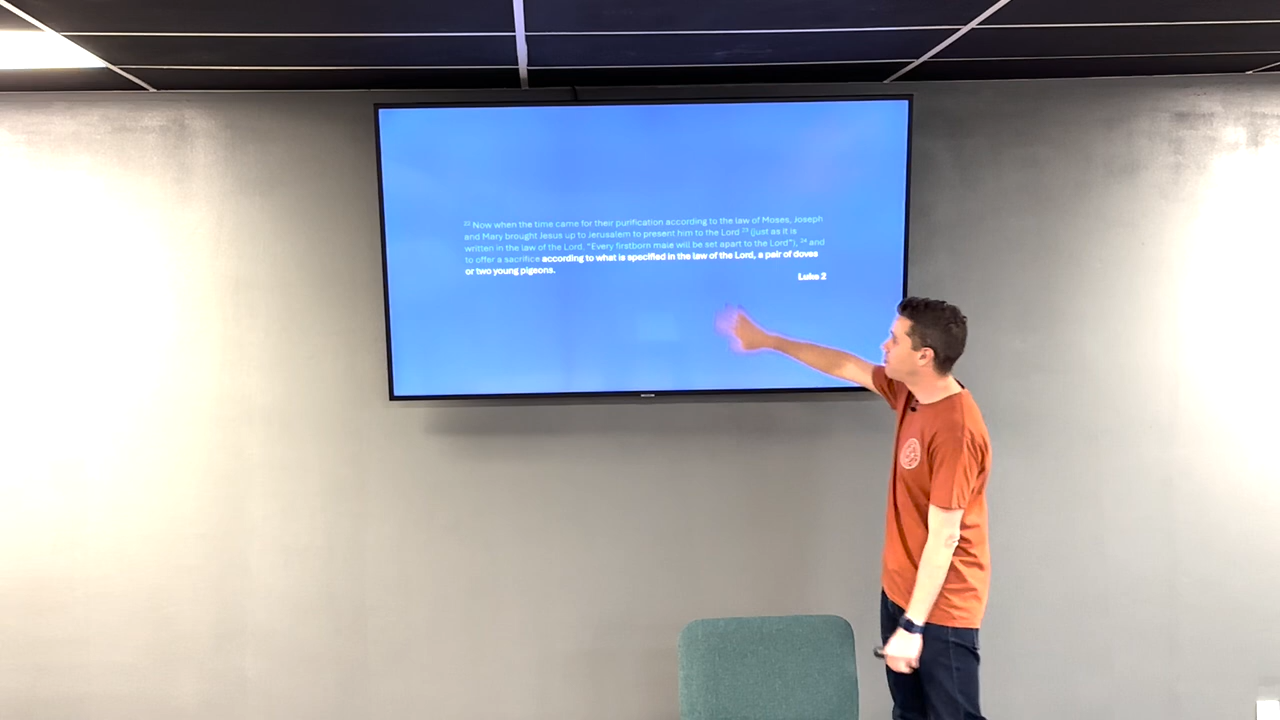 ²² Now when the time came for their purification according to the law of Moses, Joseph
and Mary brought Jesus up to Jerusalem to present him to the Lord ²³ (just as it is
written in the law of the Lord, "Every firstborn male will be set apart to the Lord"), ²⁴ and
to offer a sacrifice according to what is specified in the law of the Lord, a pair of doves
or two young pigeons.
Luke 2